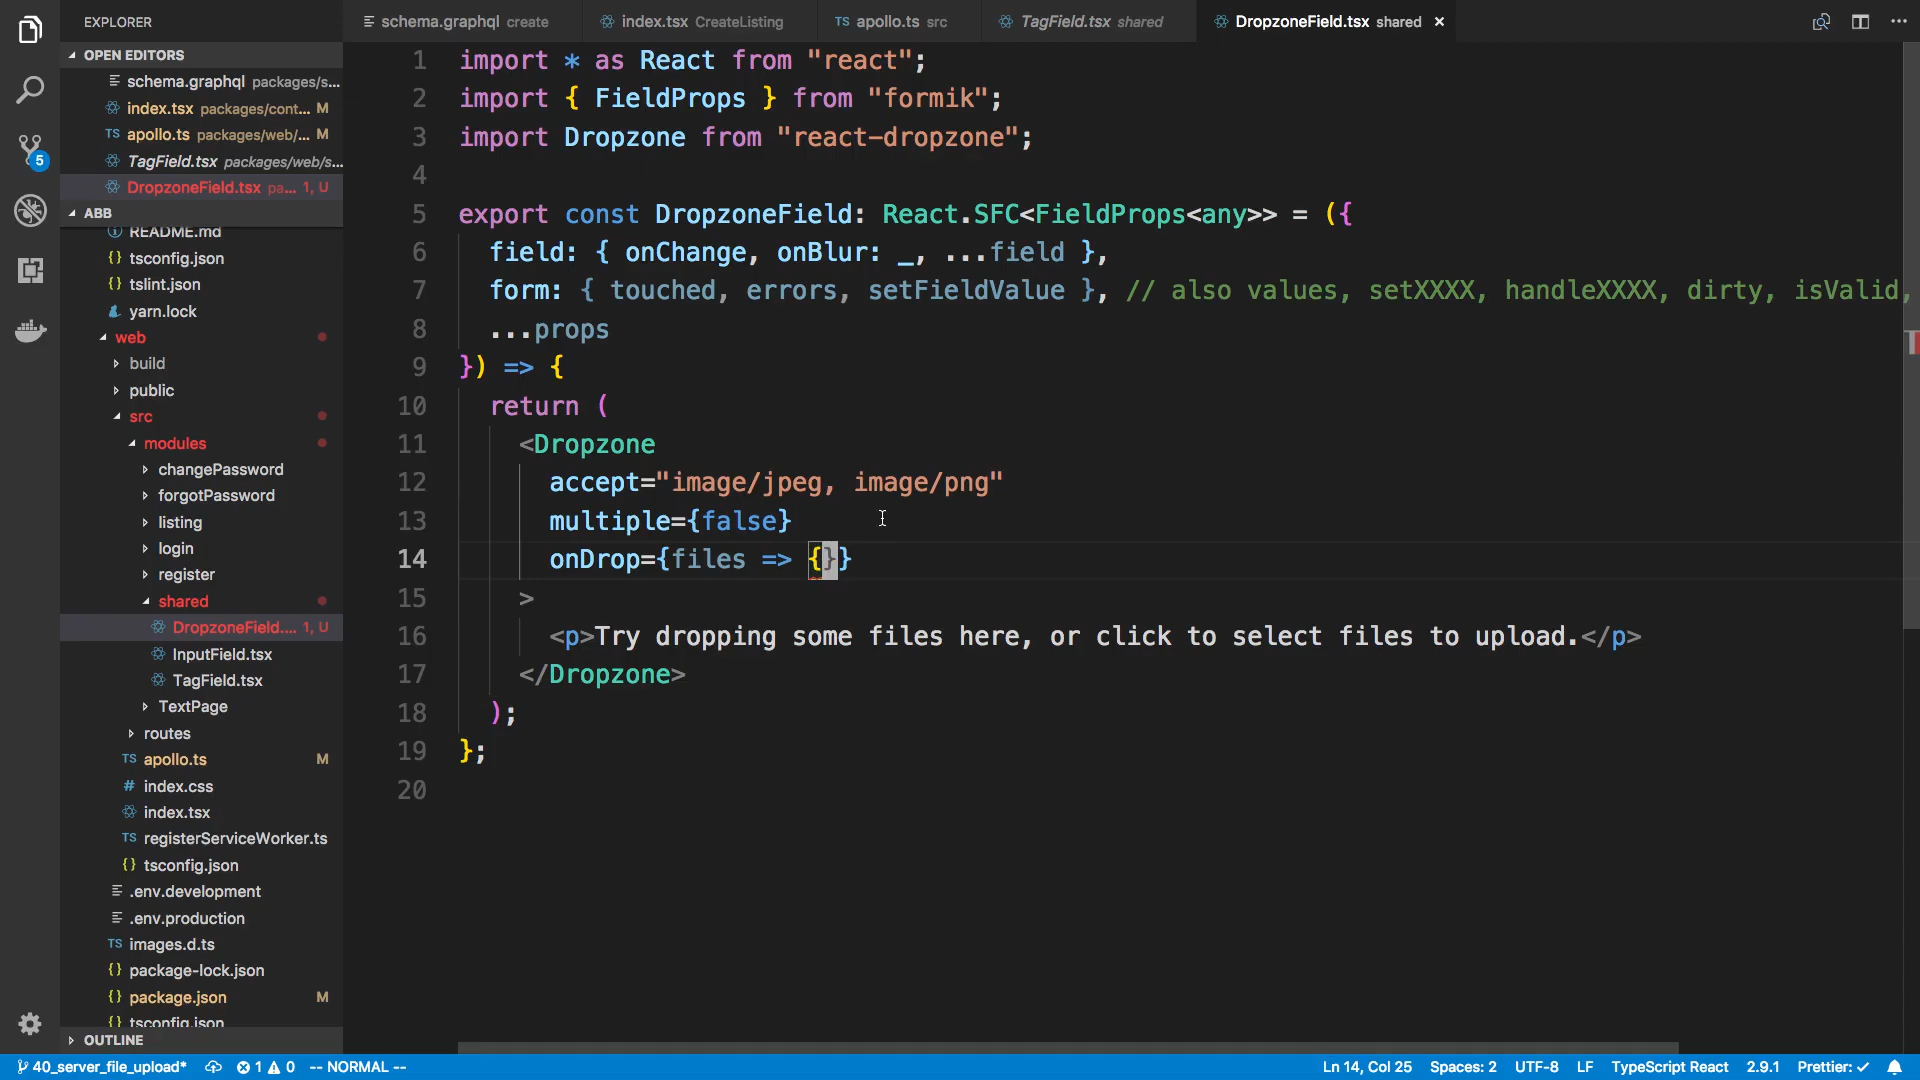 EXPLORER
OPEN EDITORS
schema.graphql packages/s...
index.tsx packages/cont... M
TS apollo.ts packages/web/... M
TagField.tsx packages/web/s...
DropzoneField.tsx pa... 1, U
ABB
README.md
{} tsconfig.json
{} tslint.json
yarn.lock
web
build
public
src
modules
changePassword
forgotPassword
listing
login
register
shared
DropzoneField.... 1, U
InputField.tsx
TagField.tsx
TextPage
routes
TS apollo.ts M
# index.css
index.tsx
TS registerServiceWorker.ts
{} tsconfig.json
.env.development
.env.production
TS images.d.ts
{} package-lock.json
{} package.json M
{} tsconfig.json
OUTLINE
5
schema.graphql create
index.tsx CreateListing
TS apollo.ts src
TagField.tsx shared
DropzoneField.tsx shared ×
1 import * as React from "react";
2 import { FieldProps } from "formik";
3 import Dropzone from "react-dropzone";
4
5 export const DropzoneField: React.SFC<FieldProps<any>> = ({
6 field: { onChange, onBlur: _, ...field },
7 form: { touched, errors, setFieldValue }, // also values, setXXXX, handleXXXX, dirty, isValid,
8 ...props
9 }) => {
10 return (
11 <Dropzone
12 accept="image/jpeg, image/png"
13 multiple={false}
14 onDrop={files => {}}
15 >
16 <p>Try dropping some files here, or click to select files to upload.</p>
17 </Dropzone>
18 );
19 };
20
40_server_file_upload* 1 0 -- NORMAL -- Ln 14, Col 25 Spaces: 2 UTF-8 LF TypeScript React 2.9.1 Prettier: ✓